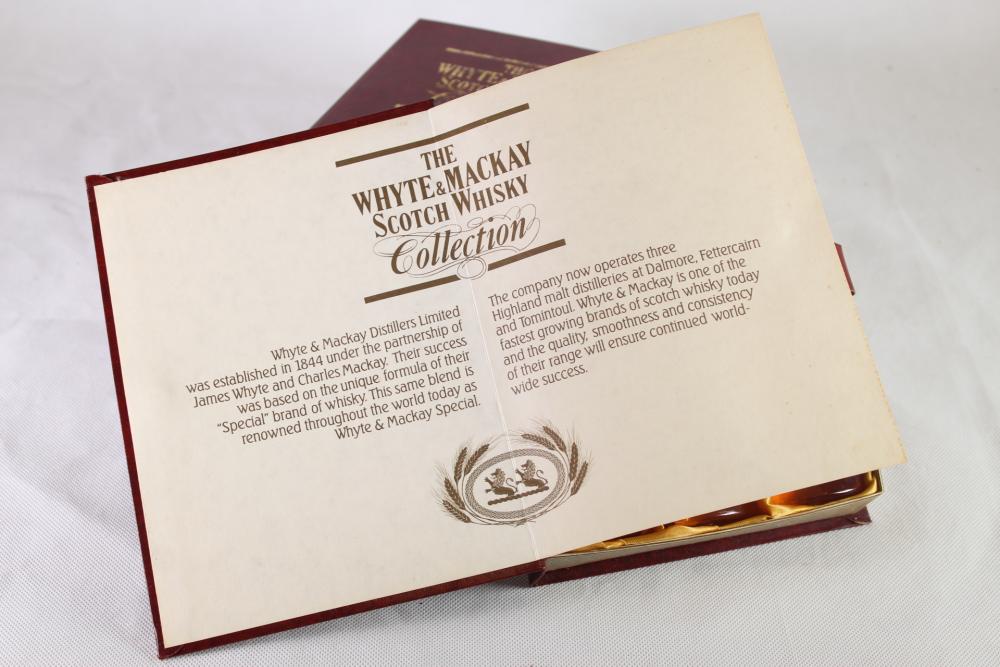 THE
WHYTE
SCOTCH
THE
WHYTE & MACKAY
SCOTCH WHISKY
Collection
Whyte & Mackay Distillers Limited
was established in 1844 under the partnership of
James Whyte and Charles Mackay. Their success
was based on the unique formula of their
“Special” brand of whisky. This same blend is
renowned throughout the world today as
Whyte & Mackay Special.
The company now operates three
Highland malt distilleries at Dalmore, Fettercairn
and Tomintoul. Whyte & Mackay is one of the
fastest growing brands of scotch whisky today
and the quality, smoothness and consistency
of their range will ensure continued world-
wide success.